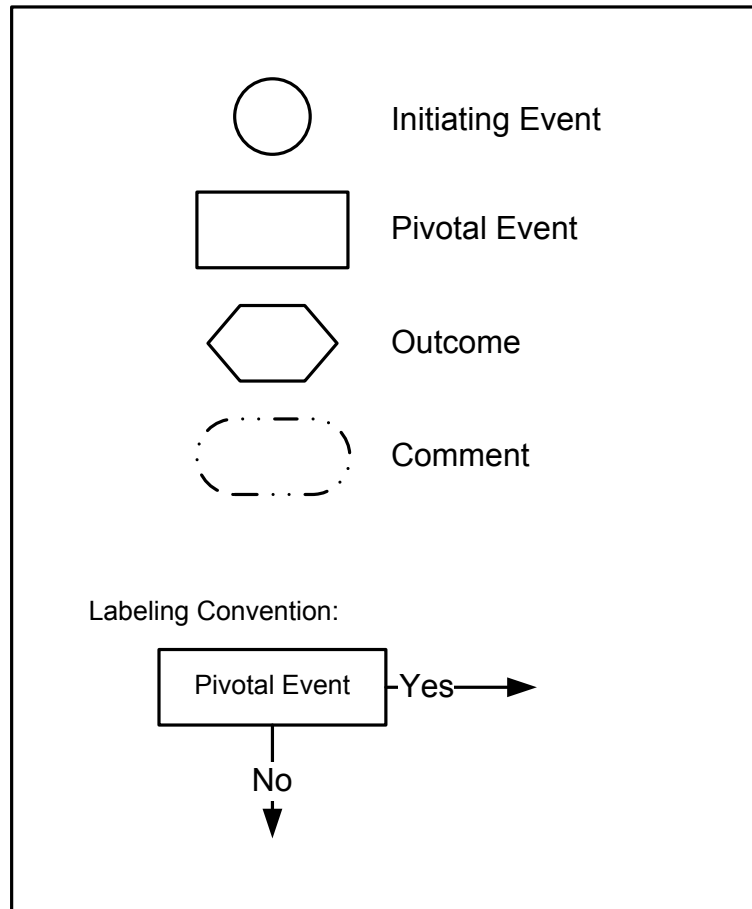 Initiating Event
Pivotal Event
Outcome
Comment
Labeling Convention:
Pivotal Event
Yes
No